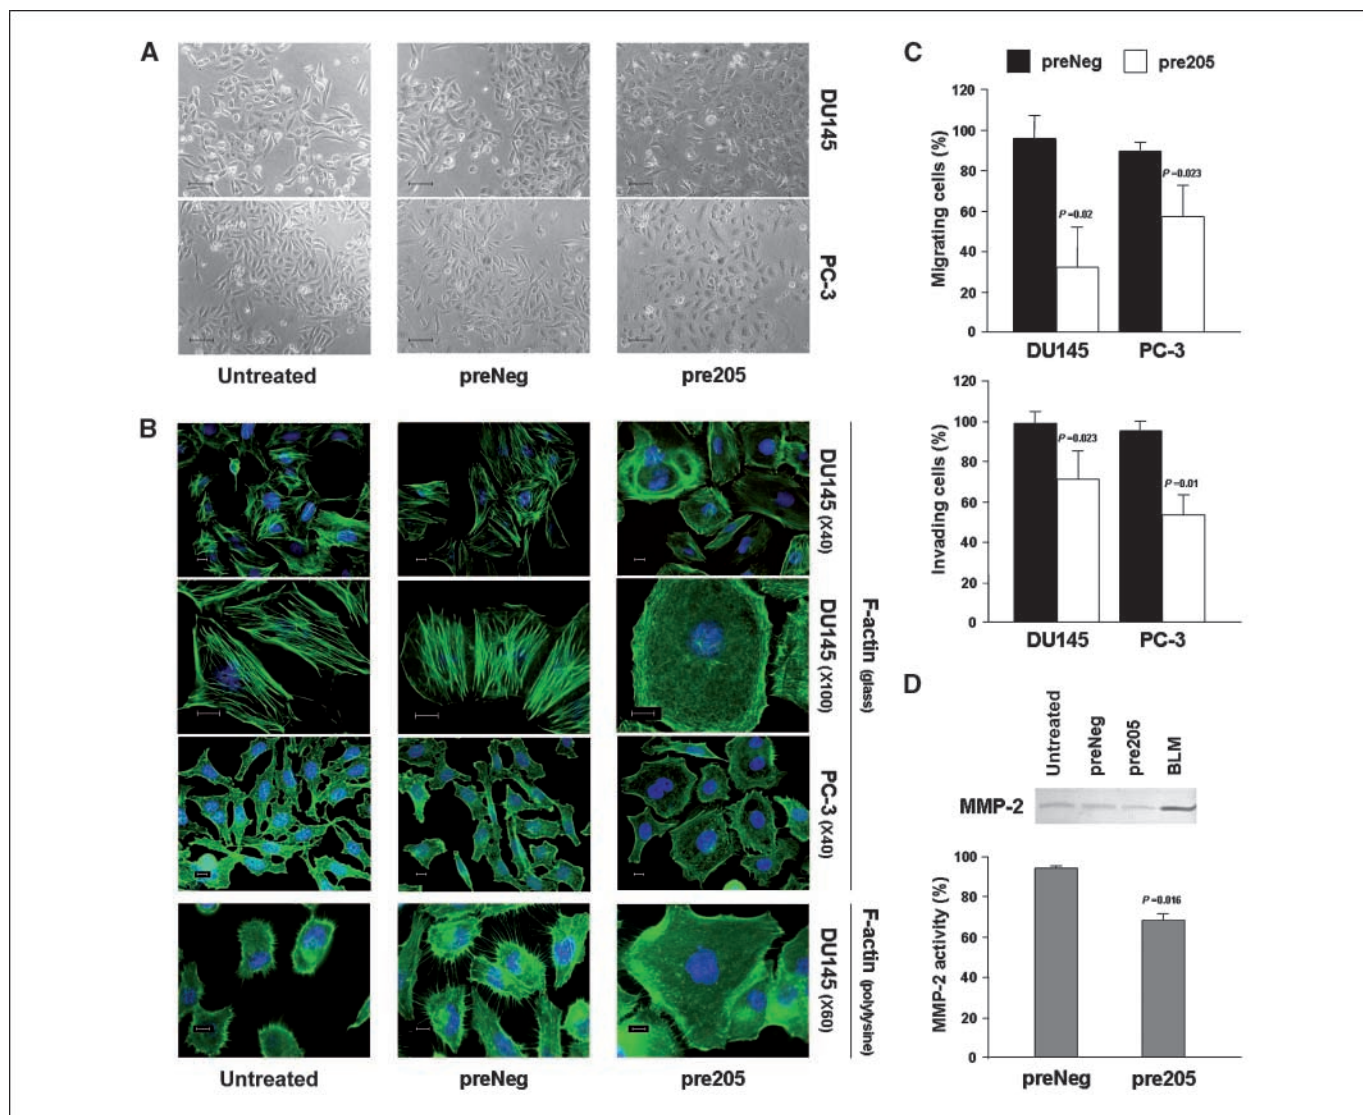 A
DU145
PC-3
Untreated preNeg pre205
B
DU145 (X40)
DU145 (X100)
PC-3 (X40)
F-actin (glass)
DU145 (X60)
F-actin (polylysine)
Untreated preNeg pre205
C
preNeg pre205
Migrating cells (%)
120
100
80
60
40
20
0
P=0.02
P=0.023
DU145 PC-3
Invading cells (%)
120
100
80
60
40
20
0
P=0.023
P=0.01
DU145 PC-3
D
Untreated
preNeg
pre205
BLM
MMP-2
MMP-2 activity (%)
100
80
60
40
20
0
P=0.016
preNeg pre205